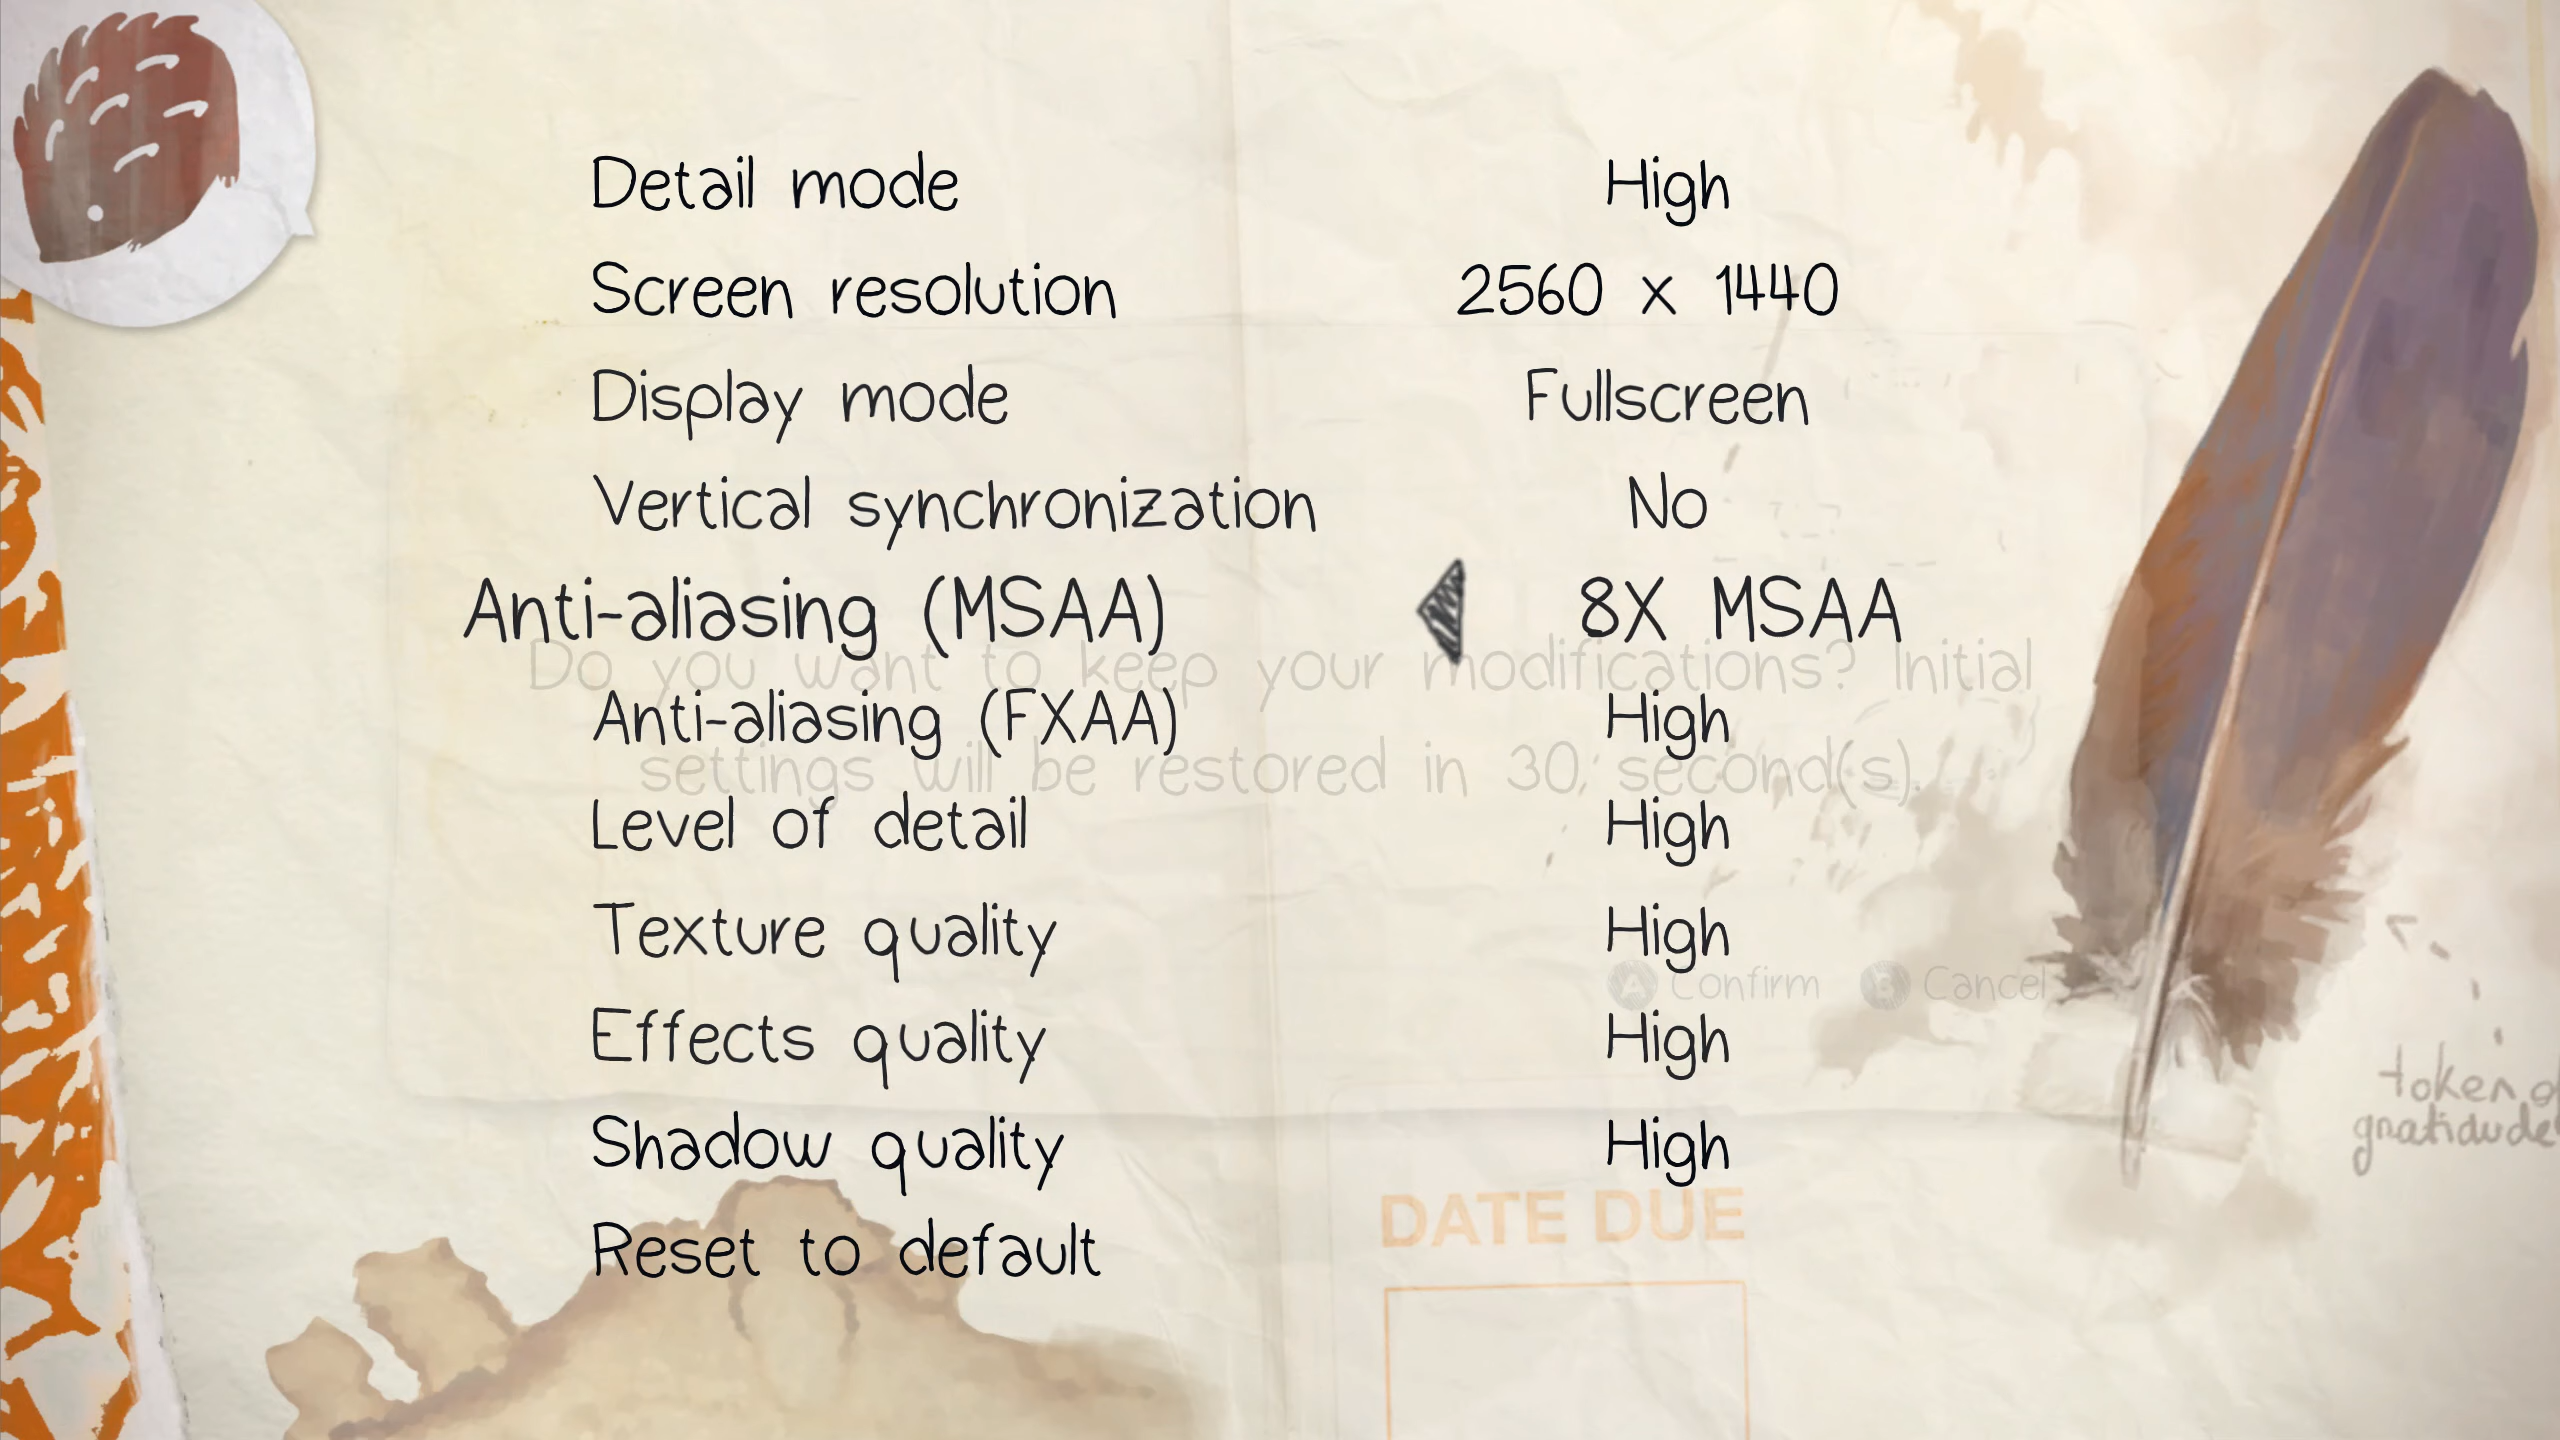 Detail mode High
Screen resolution 2560 x 1440
Display mode Fullscreen
Vertical synchronization No
Anti-aliasing (MSAA) 8X MSAA
Do you want to keep your modifications? Initial
Anti-aliasing (FXAA) High
settings will be restored in 30 second(s).
Level of detail High
Texture quality High
A Confirm B Cancel
Effects quality High
token of
gratidude
Shadow quality High
DATE DUE
Reset to default